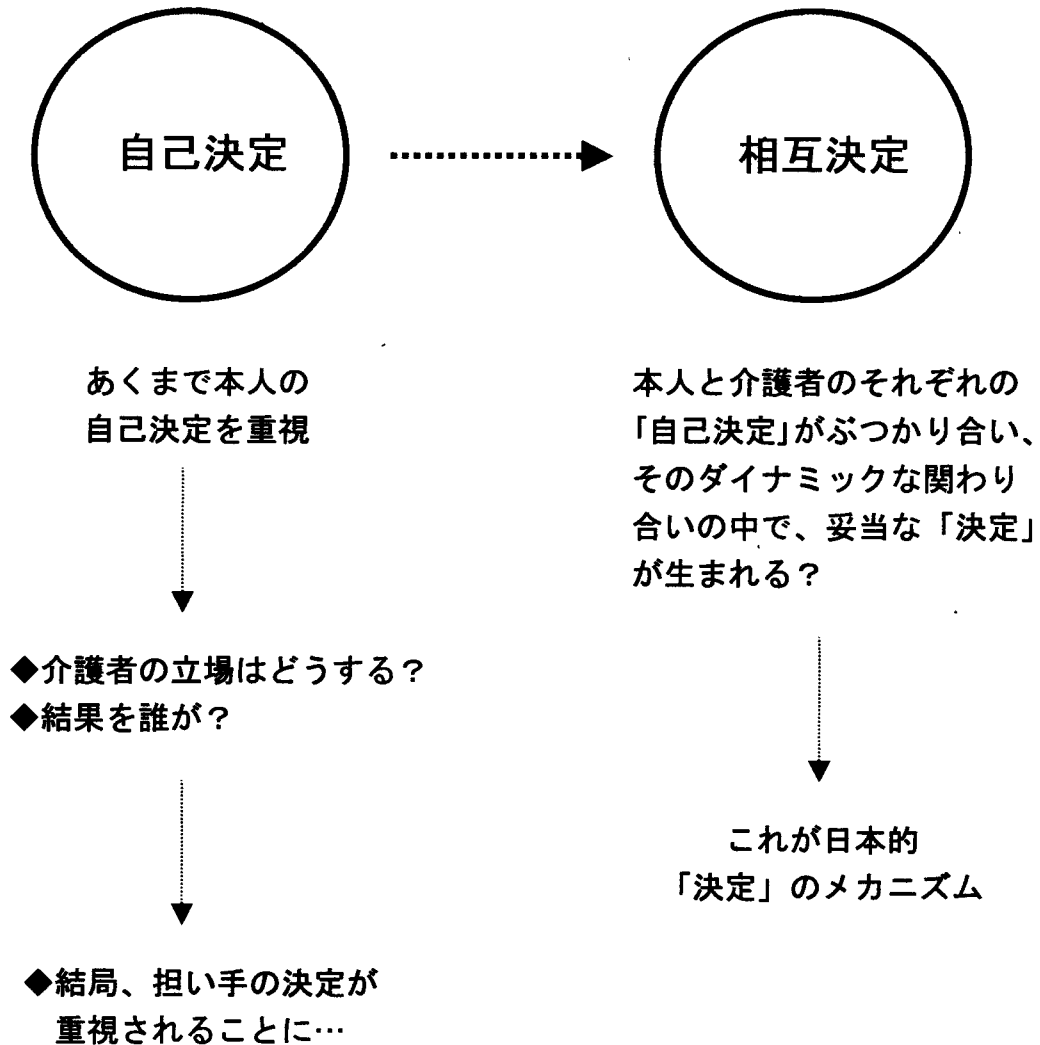 自己決定
相互決定
あくまで本人の
自己決定を重視
◆介護者の立場はどうする？
◆結果を誰が？
◆結局、担い手の決定が
重視されることに…
本人と介護者のそれぞれの
「自己決定」がぶつかり合い、
そのダイナミックな関わり
合いの中で、妥当な「決定」
が生まれる？
これが日本的
「決定」のメカニズム